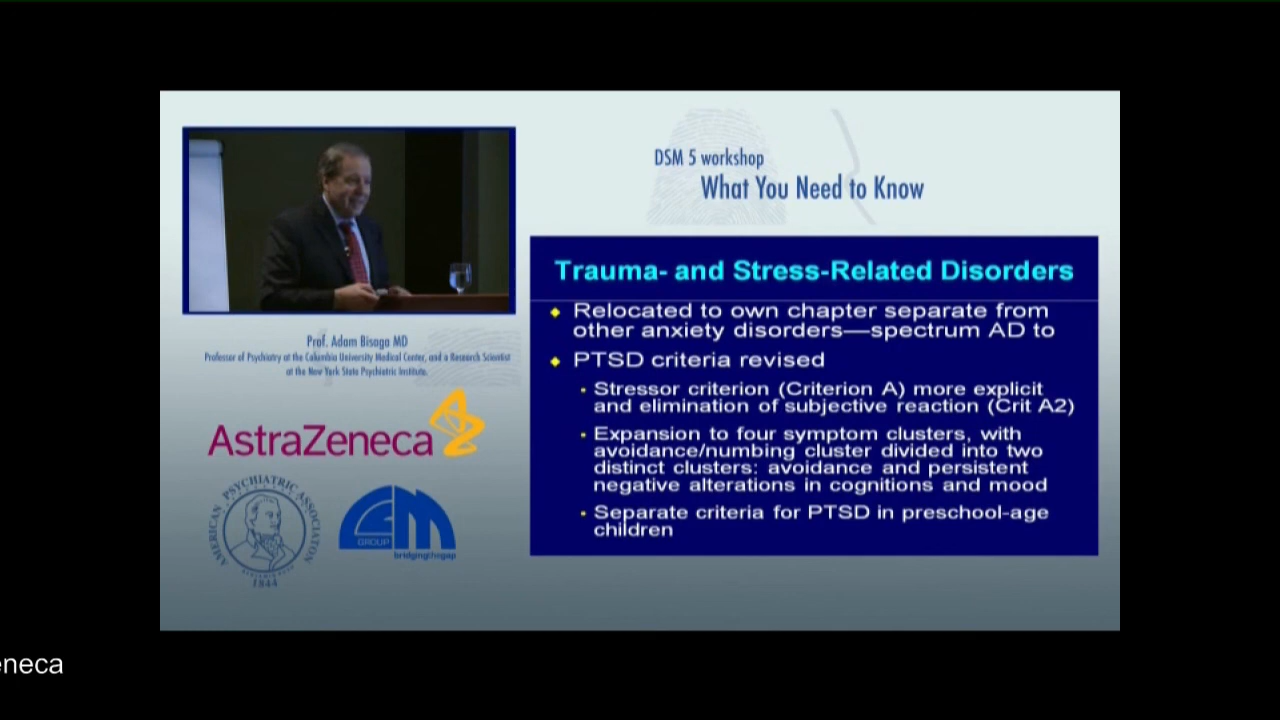 DSM 5 workshop
What You Need to Know
Prof. Adam Bisaga MD
Professor of Psychiatry at the Columbia University Medical Center, and a Research Scientist
at the New York State Psychiatric Institute.
AstraZeneca
AMERICAN PSYCHIATRIC ASSOCIATION
1844
GROUP
bridgingthegap
Trauma- and Stress-Related Disorders
Relocated to own chapter separate from
other anxiety disorders—spectrum AD to
PTSD criteria revised
Stressor criterion (Criterion A) more explicit
and elimination of subjective reaction (Crit A2)
Expansion to four symptom clusters, with
avoidance/numbing cluster divided into two
distinct clusters: avoidance and persistent
negative alterations in cognitions and mood
Separate criteria for PTSD in preschool-age
children
eneca